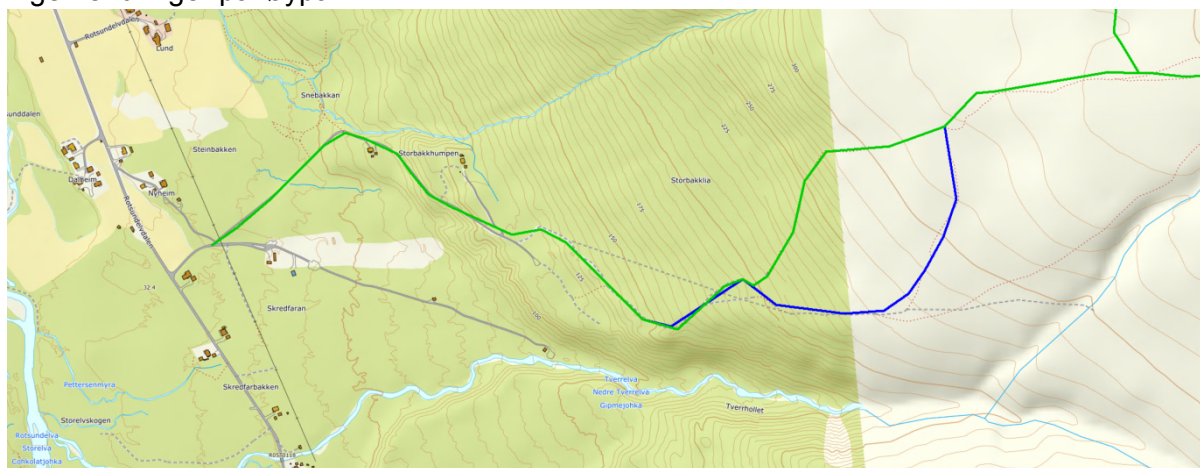 Rotsundelvdalen
Lund
Snebakkan
Steinbakken
Storbakkhumpen
Dalheim
Nyheim
Storbakklia
Rotsundelvdalen
300
275
250
225
175
150
125
100
32.4
Skredfaran
Skredfarbakken
Pettersenmyra
Storelvskogen
Rotsundelva
Storelva
Tverrelva
Nedre Tverrelva
Gipmejohka
Tverrhollet